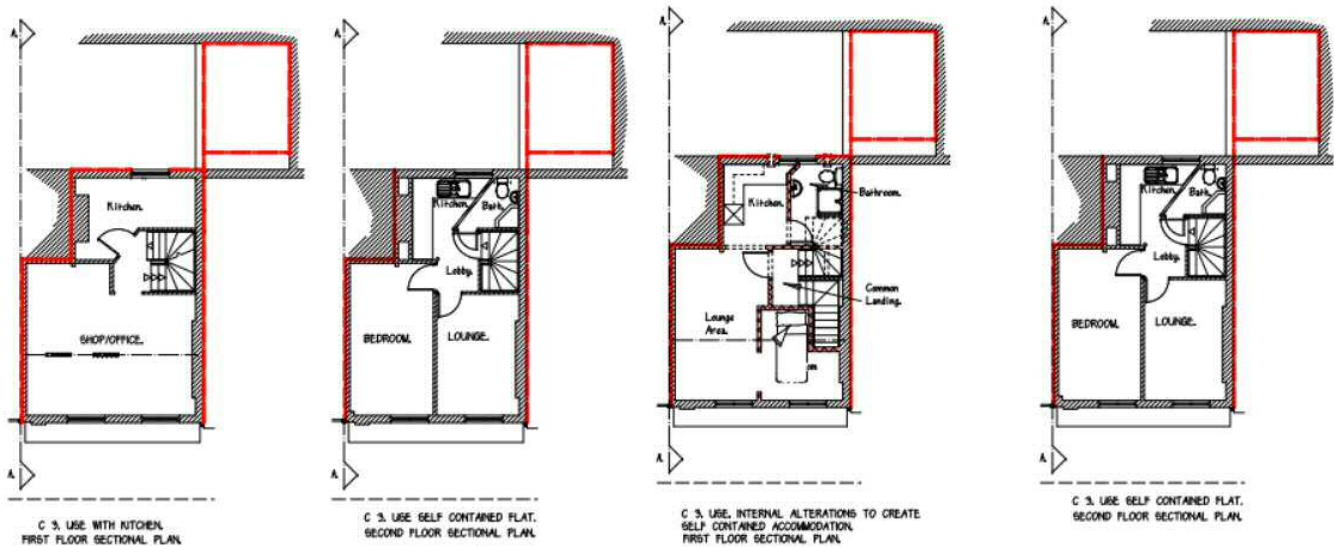 A.
Kitchen.
SHOP/OFFICE.
A.
C 3. USE WITH KITCHEN.
FIRST FLOOR SECTIONAL PLAN.
A.
Kitchen.
Bath.
Lobby.
BEDROOM.
LOUNGE.
A.
C 3. USE SELF CONTAINED FLAT.
SECOND FLOOR SECTIONAL PLAN.
A.
Kitchen.
Bathroom.
Common
Landing.
Lounge
Area.
A.
C 3. USE, INTERNAL ALTERATIONS TO CREATE
SELF CONTAINED ACCOMMODATION.
FIRST FLOOR SECTIONAL PLAN.
A.
Kitchen.
Bath.
Lobby.
BEDROOM.
LOUNGE.
A.
C 3. USE SELF CONTAINED FLAT.
SECOND FLOOR SECTIONAL PLAN.